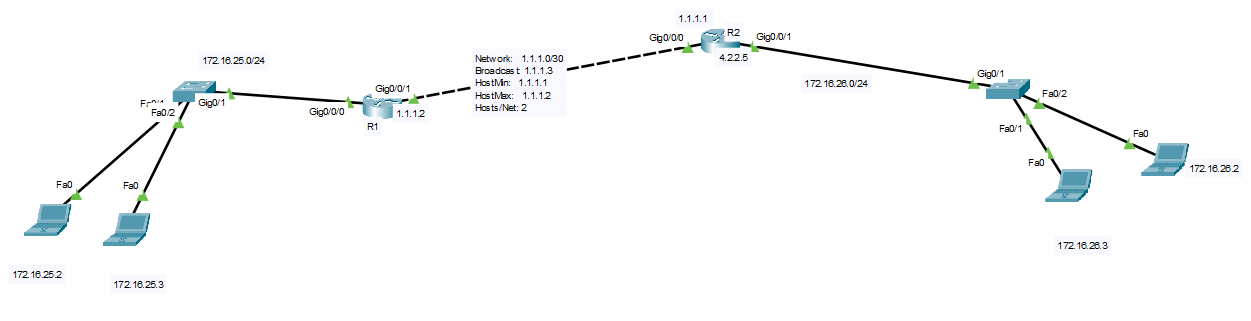 1.1.1.1
R2
Gig0/0/0
Gig0/0/1
4.2.2.5
172.16.25.0/24
Network: 1.1.1.0/30
Broadcast: 1.1.1.3
HostMin: 1.1.1.1
HostMax: 1.1.1.2
Hosts/Net: 2
172.16.26.0/24
Gig0/1
Gig0/0/1
Fa0/2
Fa0/1
Gig0/1
Fa0/2
Gig0/0/0
1.1.1.2
R1
Fa0/1
Fa0
Fa0
172.16.26.2
Fa0
Fa0
172.16.26.3
172.16.25.2
172.16.25.3